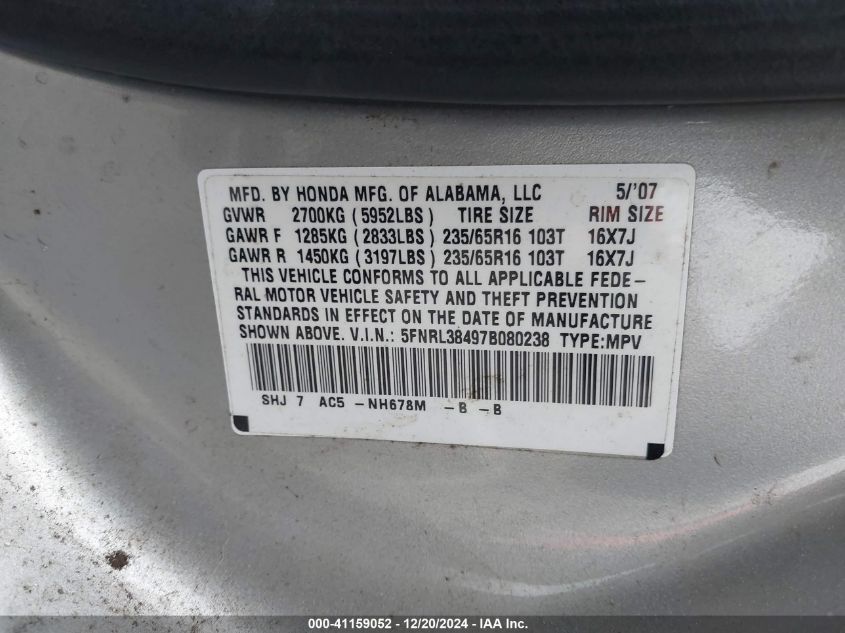 MFD. BY HONDA MFG. OF ALABAMA, LLC 5/'07
GVWR 2700KG (5952LBS) TIRE SIZE RIM SIZE
GAWR F 1285KG (2833LBS) 235/65R16 103T 16X7J
GAWR R 1450KG (3197LBS) 235/65R16 103T 16X7J
THIS VEHICLE CONFORMS TO ALL APPLICABLE FEDE-
RAL MOTOR VEHICLE SAFETY AND THEFT PREVENTION
STANDARDS IN EFFECT ON THE DATE OF MANUFACTURE
SHOWN ABOVE. V.I.N.: 5FNRL38497B080238 TYPE:MPV
SHJ 7 AC5 -NH678M -B -B
000-41159052 - 12/20/2024 - IAA Inc.